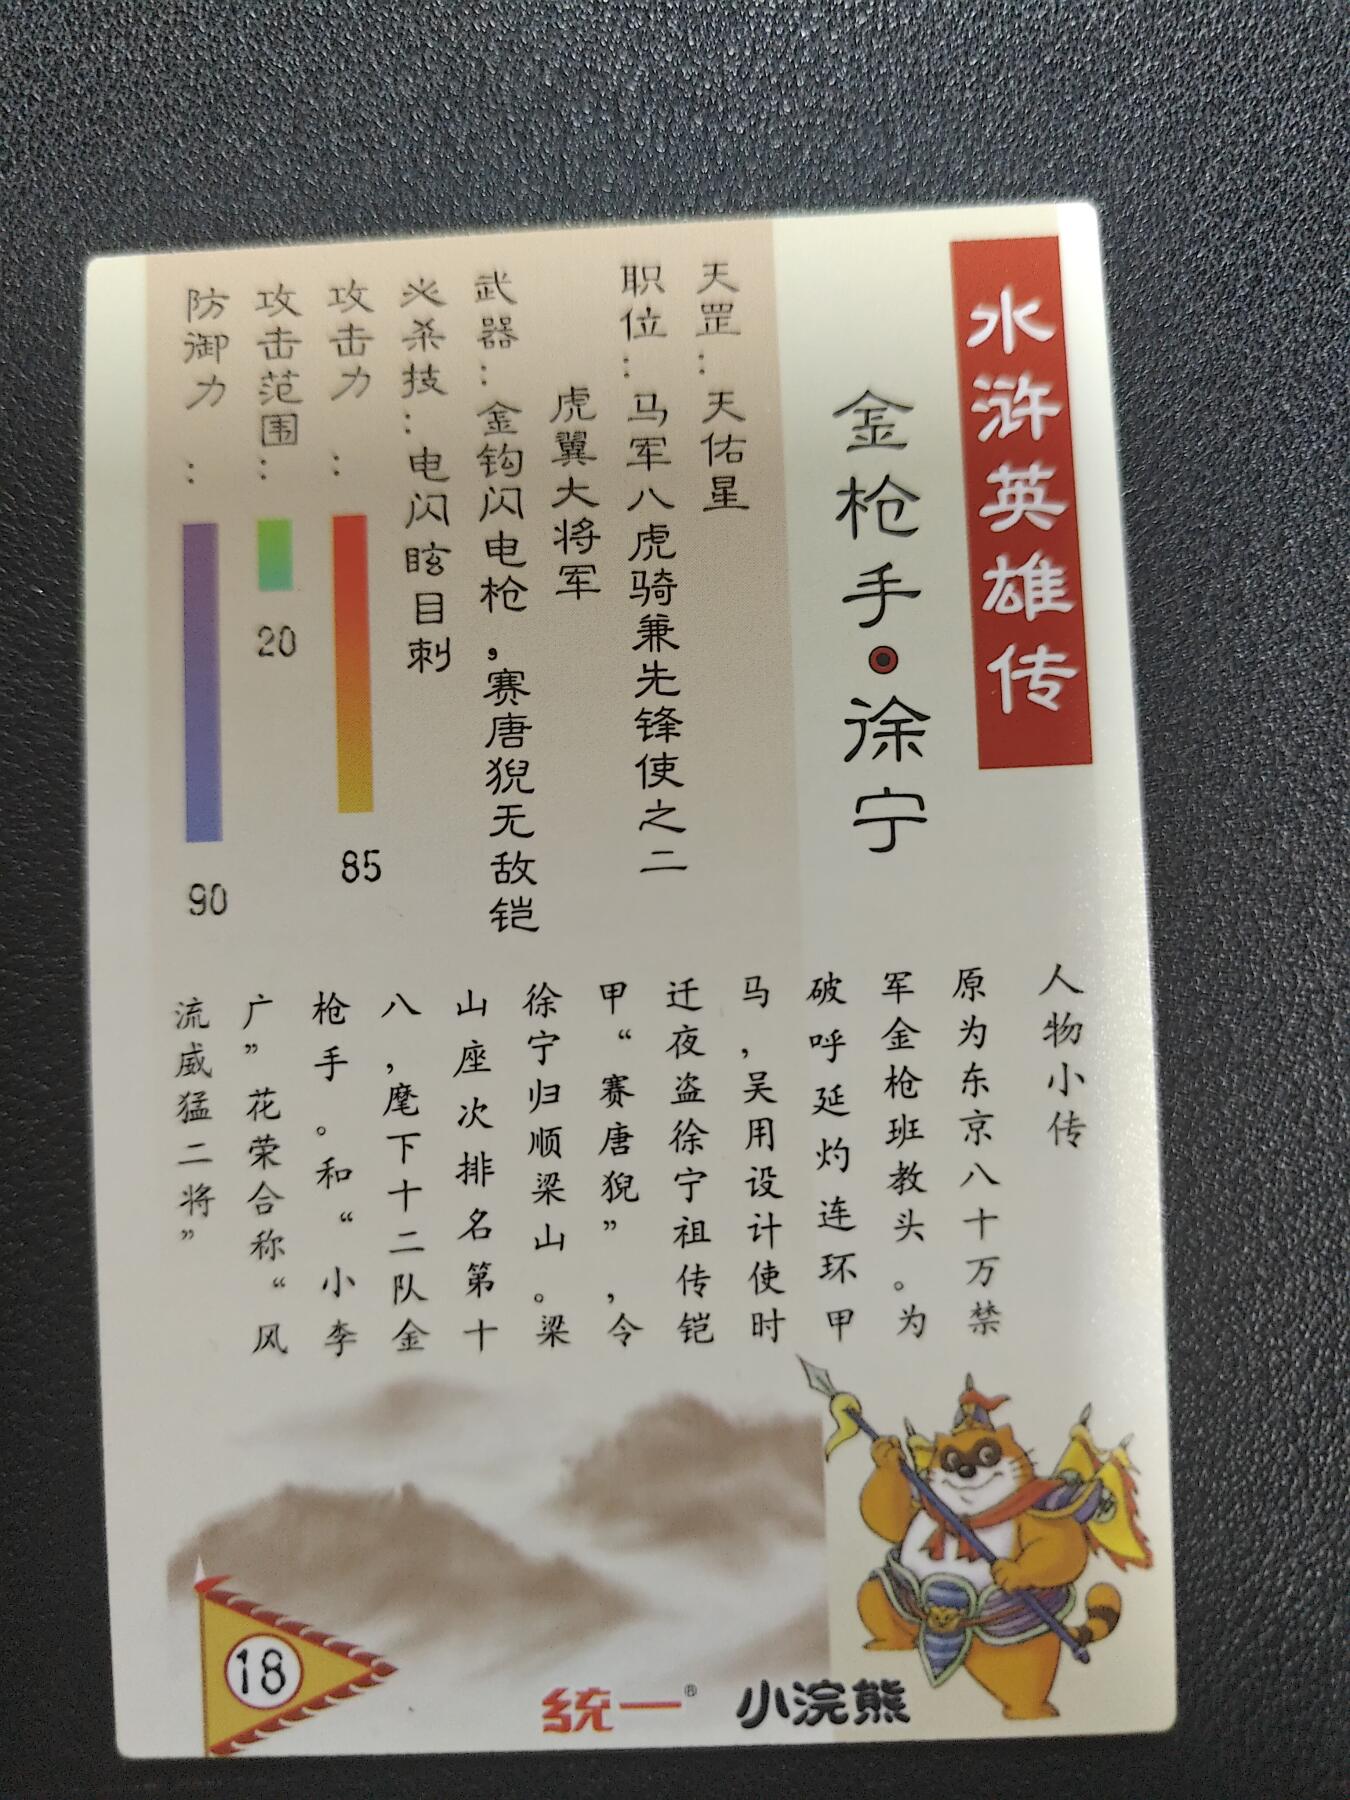 水浒英雄传
金枪手·徐宁
天罡：天佑星
职位：马军八虎骑兼先锋使之二
虎翼大将军
武器：金钩闪电枪，赛唐猊无敌铠
必杀技：电闪眩目刺
攻击力：85
攻击范围：20
防御力：90
人物小传
原为东京八十万禁
军金枪班教头。为
破呼延灼连环甲
马，吴用设计使时
迁夜盗徐宁祖传铠
甲“赛唐猊”，令
徐宁归顺梁山。梁
山座次排名第十
八，麾下十二队金
枪手。和“小李
广”花荣合称“风
流威猛二将”
18
统一® 小浣熊